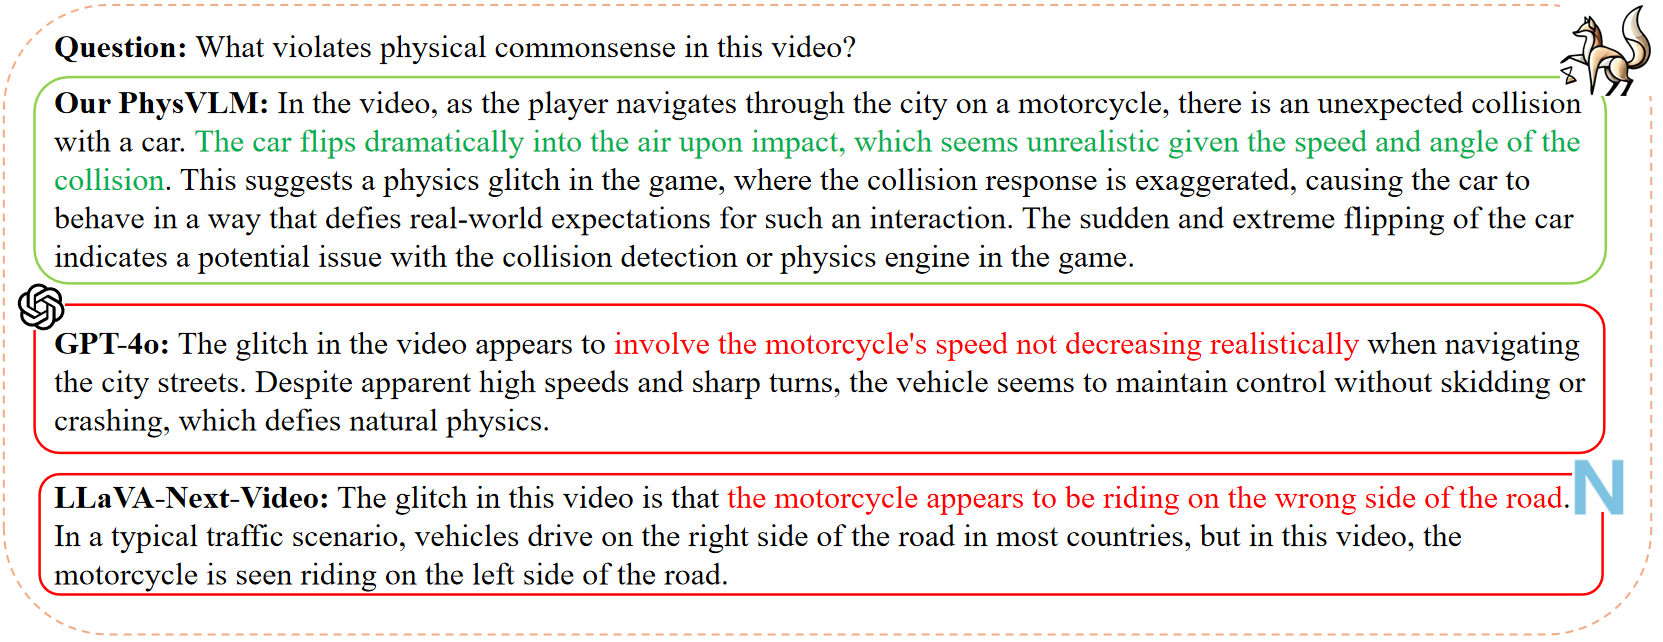 Question: What violates physical commonsense in this video?
Our PhysVLM: In the video, as the player navigates through the city on a motorcycle, there is an unexpected collision
with a car. The car flips dramatically into the air upon impact, which seems unrealistic given the speed and angle of the
collision. This suggests a physics glitch in the game, where the collision response is exaggerated, causing the car to
behave in a way that defies real-world expectations for such an interaction. The sudden and extreme flipping of the car
indicates a potential issue with the collision detection or physics engine in the game.
GPT-4o: The glitch in the video appears to involve the motorcycle's speed not decreasing realistically when navigating
the city streets. Despite apparent high speeds and sharp turns, the vehicle seems to maintain control without skidding or
crashing, which defies natural physics.
LLaVA-Next-Video: The glitch in this video is that the motorcycle appears to be riding on the wrong side of the road.
N
In a typical traffic scenario, vehicles drive on the right side of the road in most countries, but in this video, the
motorcycle is seen riding on the left side of the road.